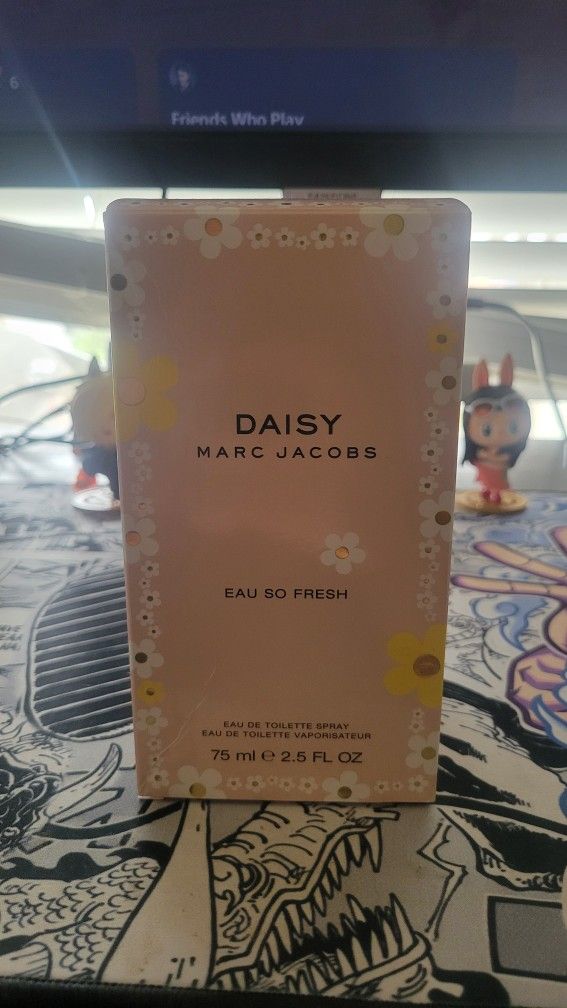 6
Friends Who Play
DAISY
MARC JACOBS
EAU SO FRESH
EAU DE TOILETTE SPRAY
EAU DE TOILETTE VAPORISATEUR
75 ml ℮ 2.5 FL OZ